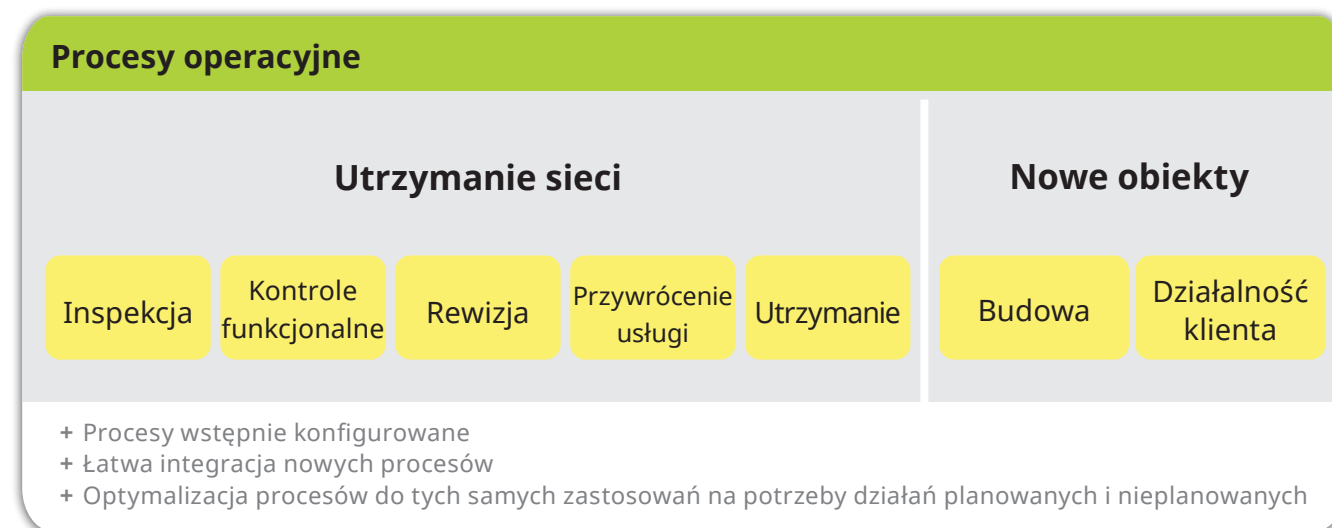 Procesy operacyjne
Utrzymanie sieci
Nowe obiekty
Inspekcja
Kontrole
funkcjonalne
Rewizja
Przywrócenie
usługi
Utrzymanie
Budowa
Działalność
klienta
+ Procesy wstępnie konfigurowane
+ Łatwa integracja nowych procesów
+ Optymalizacja procesów do tych samych zastosowań na potrzeby działań planowanych i nieplanowanych